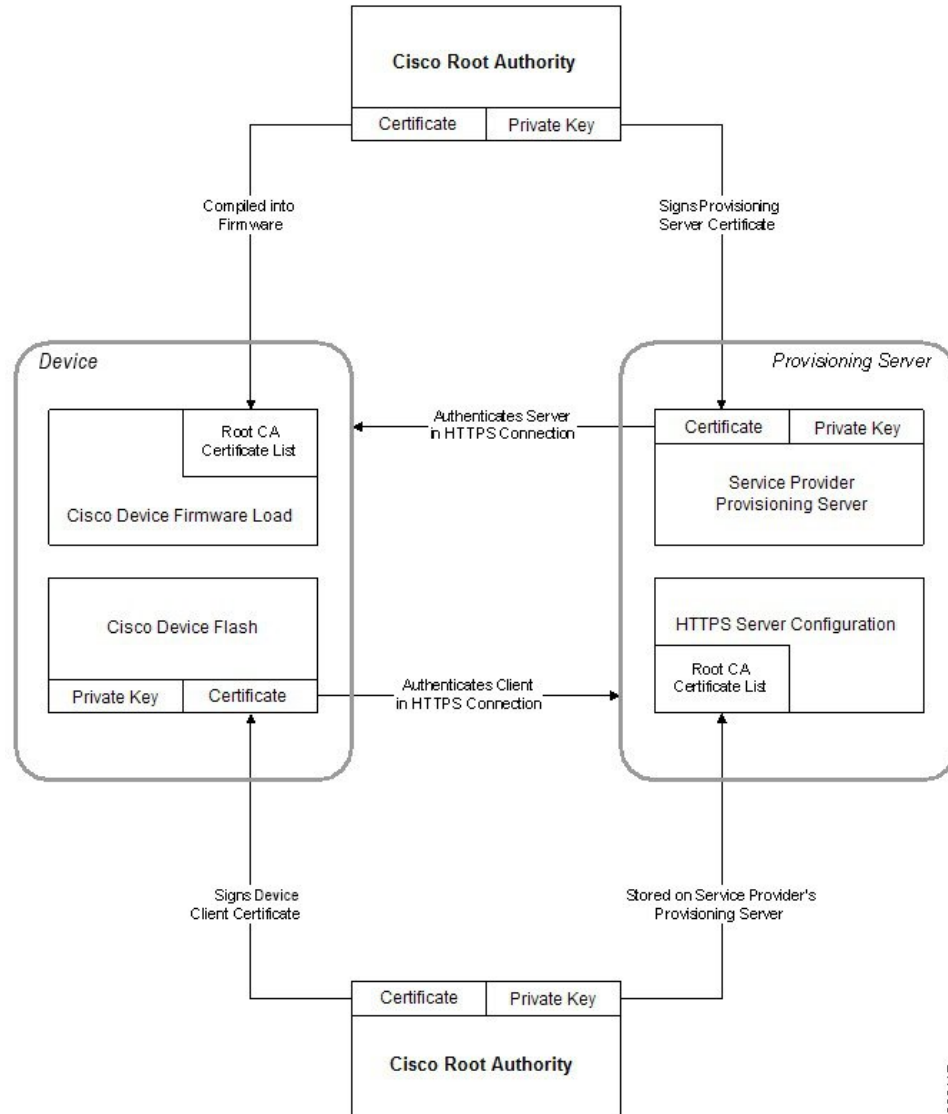 Cisco Root Authority
Certificate
Private Key
Compiled into
Firmware
Signs Provisioning
Server Certificate
Device
Provisioning Server
Root CA
Certificate List
Cisco Device Firmware Load
Authenticates Server
in HTTPS Connection
Certificate
Private Key
Service Provider
Provisioning Server
Cisco Device Flash
Private Key
Certificate
Authenticates Client
in HTTPS Connection
HTTPS Server Configuration
Root CA
Certificate List
Signs Device
Client Certificate
Stored on Service Provider's
Provisioning Server
Certificate
Private Key
Cisco Root Authority